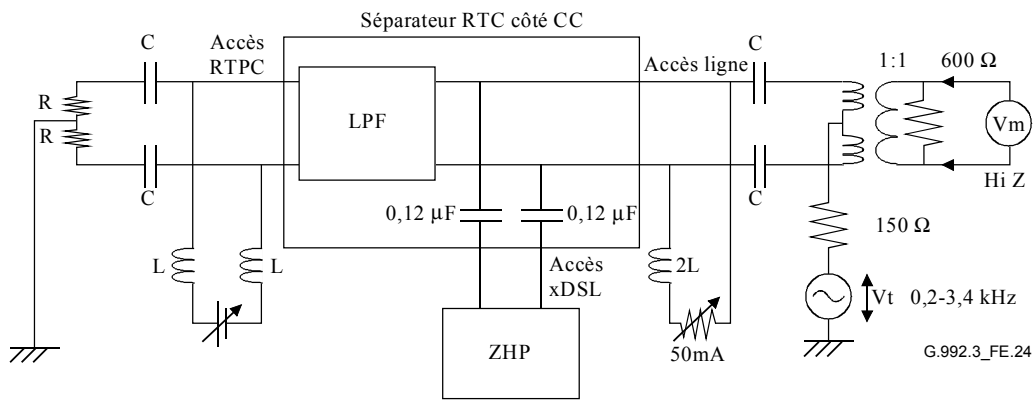 Séparateur RTC côté CC
C
Accès
RTPC
Accès ligne
C
1:1
600 Ω
R
R
LPF
Vm
C
C
Hi Z
0,12 µF
0,12 µF
150 Ω
L
L
Accès
xDSL
2L
Vt
0,2-3,4 kHz
ZHP
50mA
G.992.3_FE.24